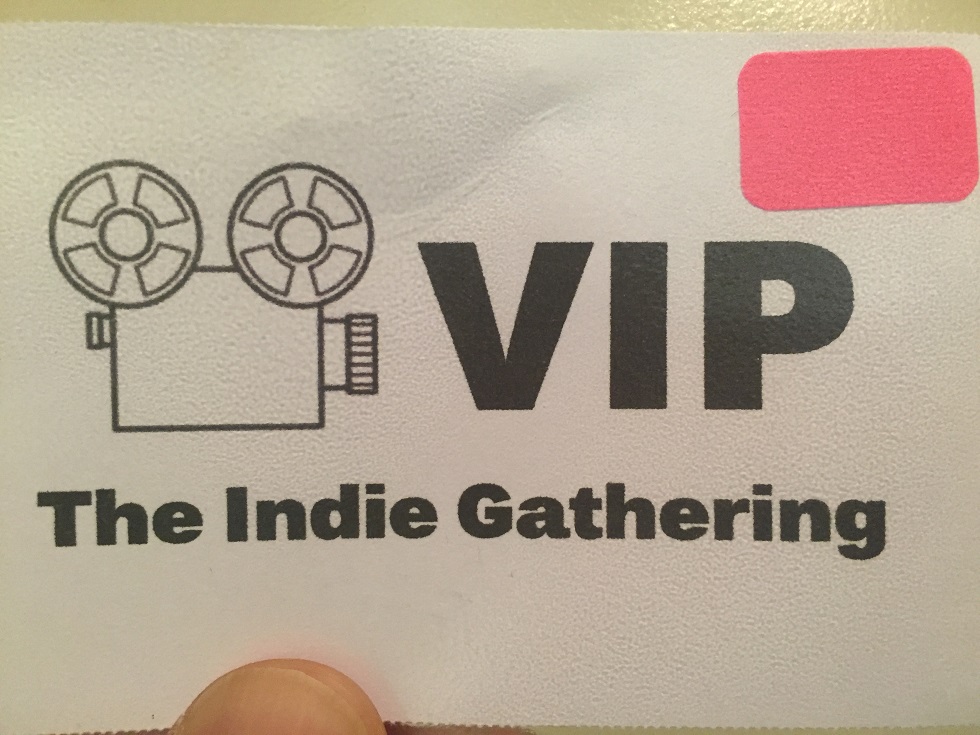 VIP
The Indie Gathering